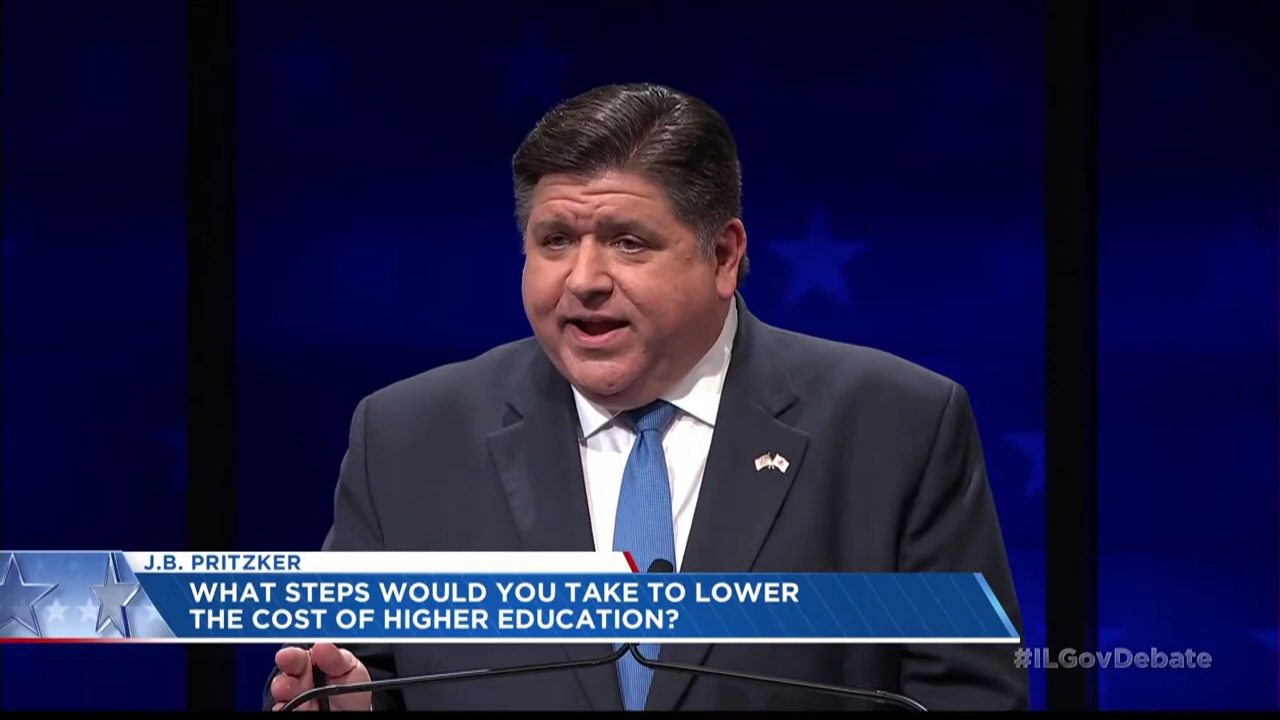 J.B. PRITZKER
WHAT STEPS WOULD YOU TAKE TO LOWER
THE COST OF HIGHER EDUCATION?
#ILGovDebate